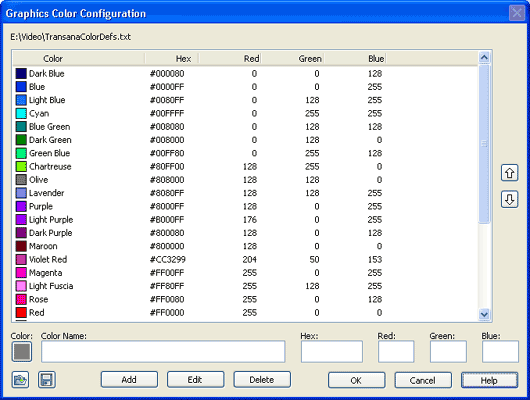 Graphics Color Configuration
E:\Video\TransanaColorDefs.txt
Color Hex Red Green Blue
Dark Blue #000080 0 0 128
Blue #0000FF 0 0 255
Light Blue #0080FF 0 128 255
Cyan #00FFFF 0 255 255
Blue Green #008080 0 128 128
Dark Green #008000 0 128 0
Green Blue #00FF80 0 255 128
Chartreuse #80FF00 128 255 0
Olive #808000 128 128 0
Lavender #8080FF 128 128 255
Purple #8000FF 128 0 255
Light Purple #B000FF 176 0 255
Dark Purple #800080 128 0 128
Maroon #800000 128 0 0
Violet Red #CC3299 204 50 153
Magenta #FF00FF 255 0 255
Light Fuscia #FF80FF 255 128 255
Rose #FF0080 255 0 128
Red #FF0000 255 0 0
Color: Color Name: Hex: Red: Green: Blue:
Add Edit Delete OK Cancel Help